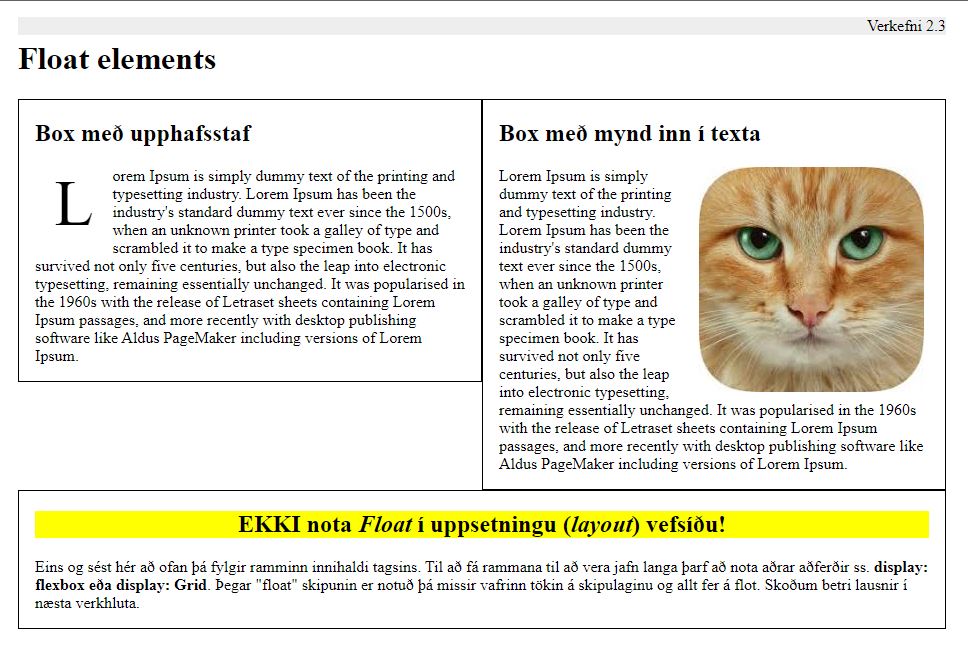 Verkefni 2.3
Float elements
Box með upphafsstaf
Lorem Ipsum is simply dummy text of the printing and
typesetting industry. Lorem Ipsum has been the
industry's standard dummy text ever since the 1500s,
when an unknown printer took a galley of type and
scrambled it to make a type specimen book. It has
survived not only five centuries, but also the leap into electronic
typesetting, remaining essentially unchanged. It was popularised in
the 1960s with the release of Letraset sheets containing Lorem
Ipsum passages, and more recently with desktop publishing
software like Aldus PageMaker including versions of Lorem
Ipsum.
Box með mynd inn í texta
Lorem Ipsum is simply
dummy text of the printing
and typesetting industry.
Lorem Ipsum has been the
industry's standard dummy
text ever since the 1500s,
when an unknown printer
took a galley of type and
scrambled it to make a type
specimen book. It has
survived not only five
centuries, but also the leap
into electronic typesetting,
remaining essentially unchanged. It was popularised in the 1960s
with the release of Letraset sheets containing Lorem Ipsum
passages, and more recently with desktop publishing software like
Aldus PageMaker including versions of Lorem Ipsum.
EKKI nota Float í uppsetningu (layout) vefsíðu!
Eins og sést hér að ofan þá fylgir ramminn innihaldi tagsins. Til að fá rammana til að vera jafn langa þarf að nota aðrar aðferðir ss. display:
flexbox eða display: Grid. Þegar "float" skipunin er notuð þá missir vafrinn tökin á skipulaginu og allt fer á flot. Skoðum betri lausnir í
næsta verkhluta.